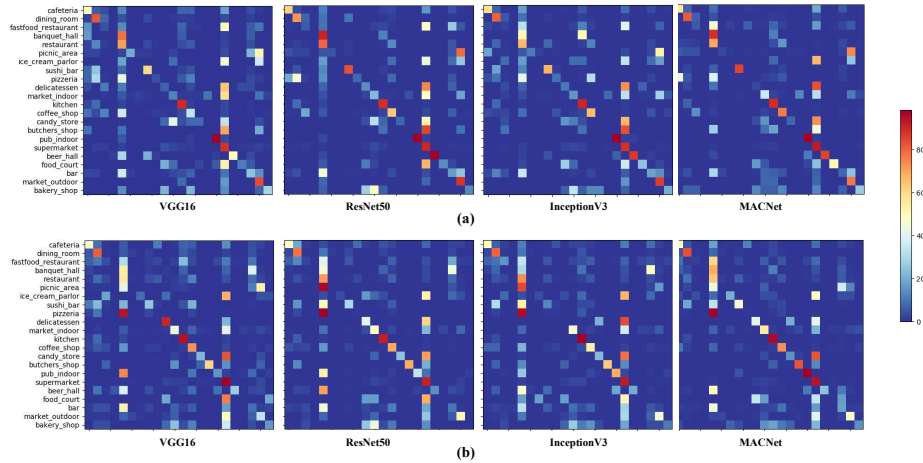 cafeteria
dining_room
fastfood_restaurant
banquet_hall
restaurant
picnic_area
ice_cream_parlor
sushi_bar
pizzeria
delicatessen
market_indoor
kitchen
coffee_shop
candy_store
butchers_shop
pub_indoor
supermarket
beer_hall
food_court
bar
market_outdoor
bakery_shop
VGG16 ResNet50 InceptionV3 MACNet
(a)
cafeteria
dining_room
fastfood_restaurant
banquet_hall
restaurant
picnic_area
ice_cream_parlor
sushi_bar
pizzeria
delicatessen
market_indoor
kitchen
coffee_shop
candy_store
butchers_shop
pub_indoor
supermarket
beer_hall
food_court
bar
market_outdoor
bakery_shop
VGG16 ResNet50 InceptionV3 MACNet
(b)
80
60
40
20
0